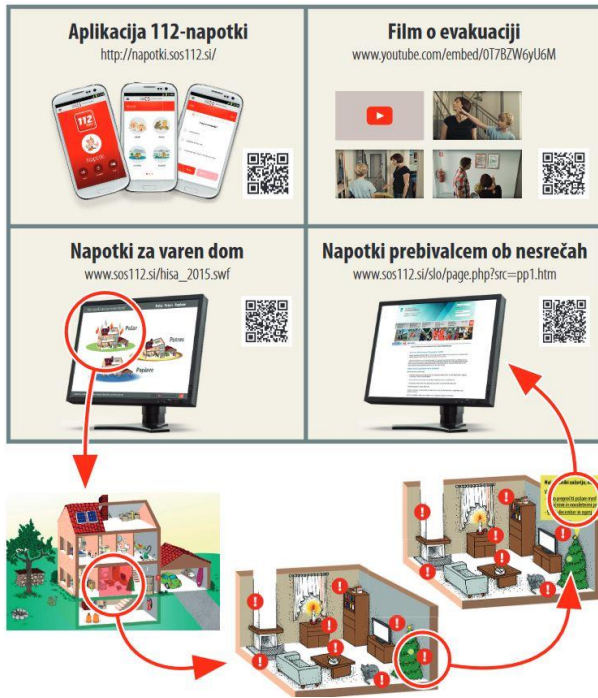 Aplikacija 112-napotki
http://napotki.sos112.si/
112
Napotki
Film o evakuaciji
www.youtube.com/embed/0T7BZW6yU6M
Napotki za varen dom
www.sos112.si/hisa_2015.swf
Požar
Potres
Poplave
Napotki prebivalcem ob nesrečah
www.sos112.si/slo/page.php?src=pp1.htm